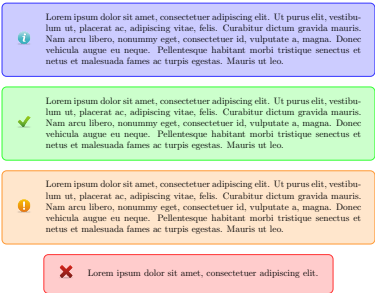 Lorem ipsum dolor sit amet, consectetuer adipiscing elit. Ut purus elit, vestibu-
lum ut, placerat ac, adipiscing vitae, felis. Curabitur dictum gravida mauris.
Nam arcu libero, nonummy eget, consectetuer id, vulputate a, magna. Donec
vehicula augue eu neque. Pellentesque habitant morbi tristique senectus et
netus et malesuada fames ac turpis egestas. Mauris ut leo.
Lorem ipsum dolor sit amet, consectetuer adipiscing elit. Ut purus elit, vestibu-
lum ut, placerat ac, adipiscing vitae, felis. Curabitur dictum gravida mauris.
Nam arcu libero, nonummy eget, consectetuer id, vulputate a, magna. Donec
vehicula augue eu neque. Pellentesque habitant morbi tristique senectus et
netus et malesuada fames ac turpis egestas. Mauris ut leo.
Lorem ipsum dolor sit amet, consectetuer adipiscing elit. Ut purus elit, vestibu-
lum ut, placerat ac, adipiscing vitae, felis. Curabitur dictum gravida mauris.
Nam arcu libero, nonummy eget, consectetuer id, vulputate a, magna. Donec
vehicula augue eu neque. Pellentesque habitant morbi tristique senectus et
netus et malesuada fames ac turpis egestas. Mauris ut leo.
Lorem ipsum dolor sit amet, consectetuer adipiscing elit.